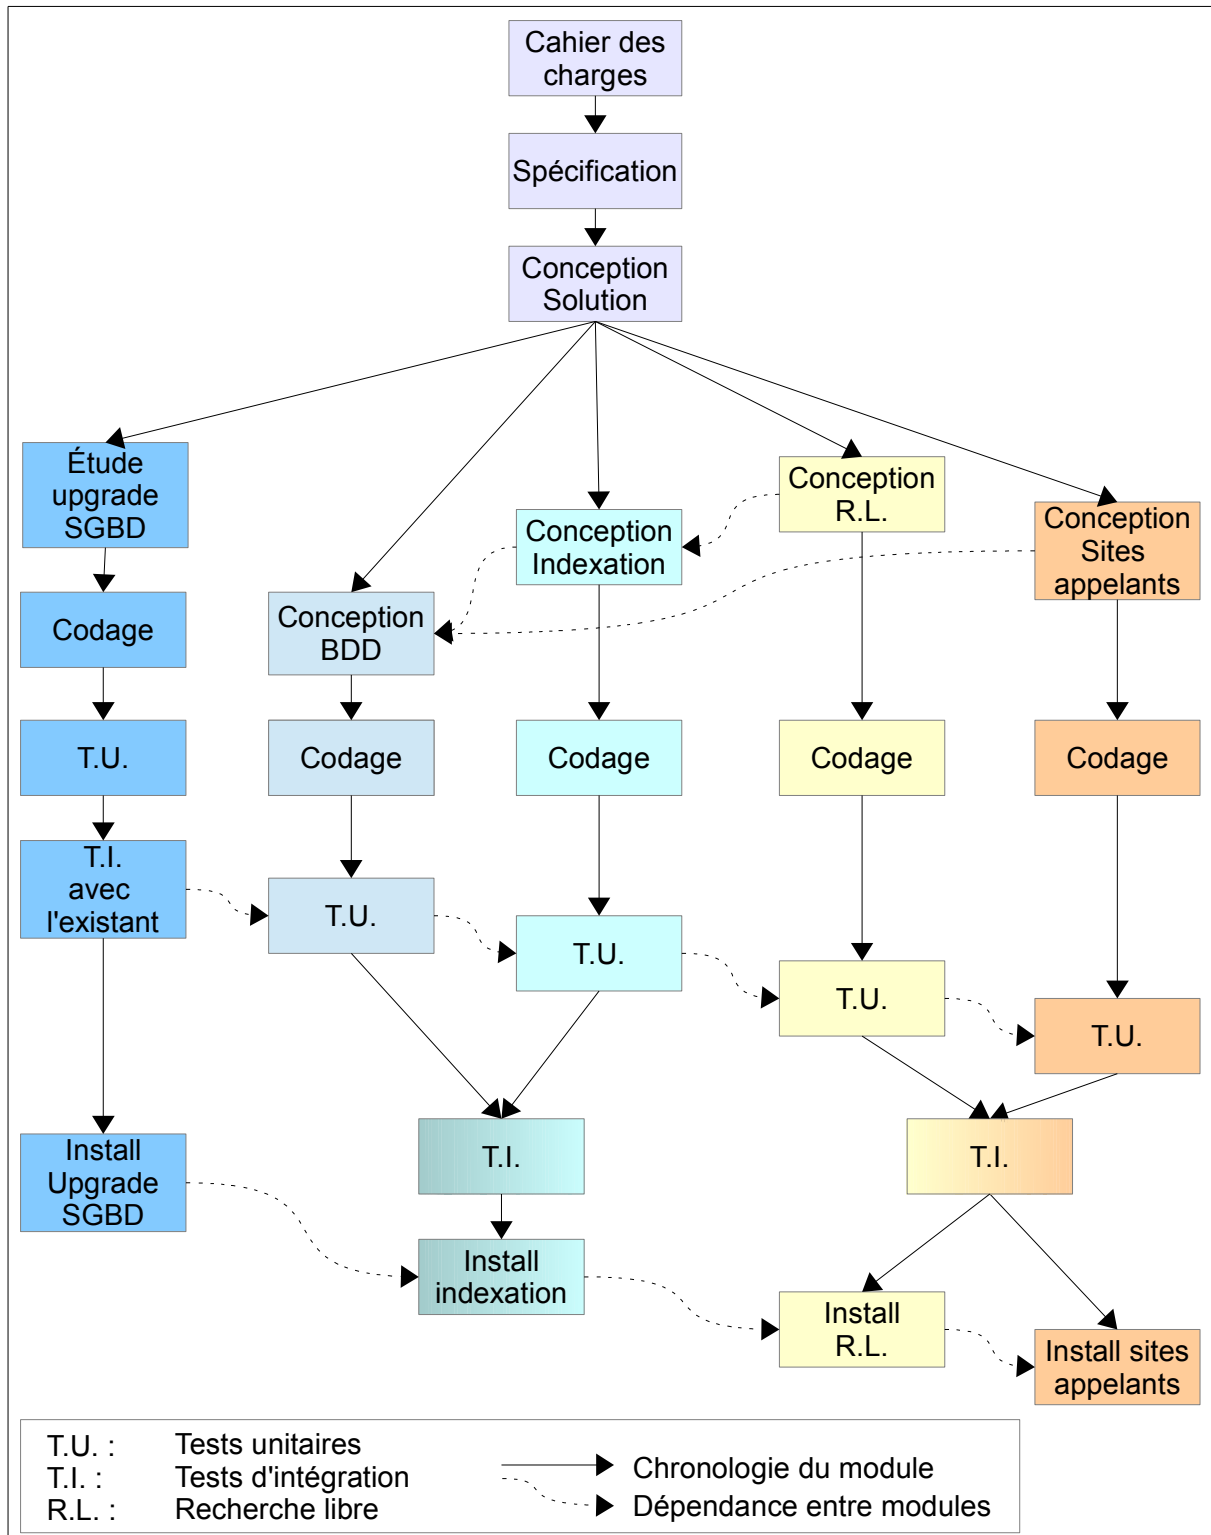 Cahier des
charges
Spécification
Conception
Solution
Étude
upgrade
SGBD
Conception
BDD
Conception
Indexation
Conception
R.L.
Conception
Sites
appelants
Codage
Codage
Codage
Codage
Codage
T.U.
T.U.
T.U.
T.U.
T.U.
T.I.
avec
l'existant
T.I.
T.I.
Install
Upgrade
SGBD
Install
indexation
Install
R.L.
Install sites
appelants
T.U. : Tests unitaires
T.I. : Tests d'intégration
R.L. : Recherche libre
Chronologie du module
Dépendance entre modules